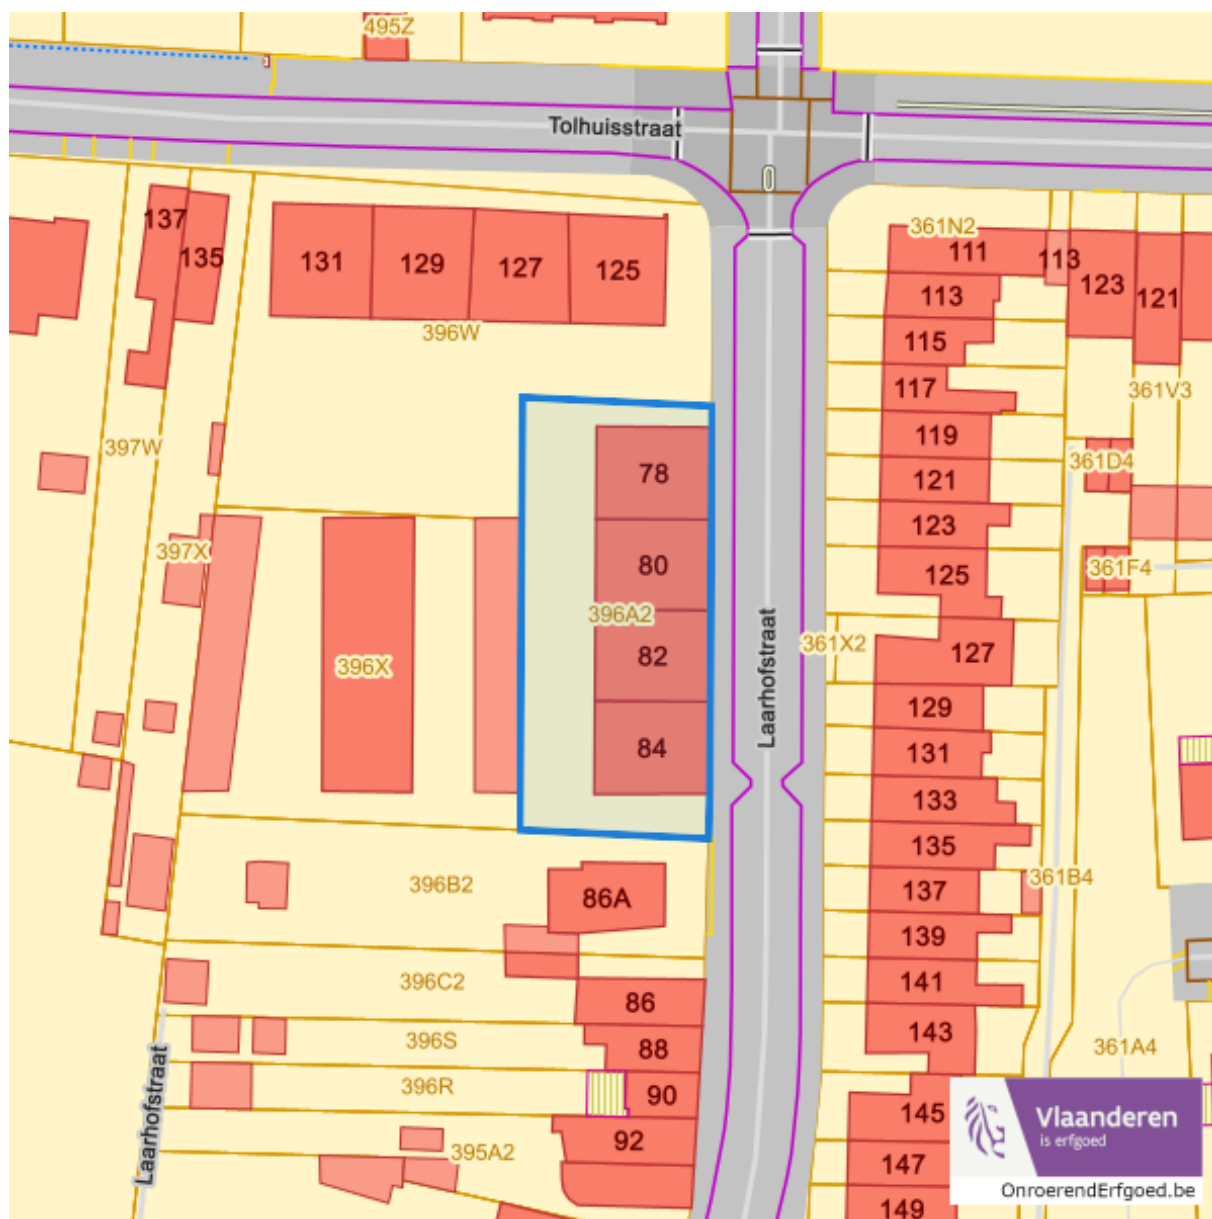 495Z
Tolhuisstraat
0
137
135
131
129
127
125
396W
361N2
111
113
123
121
113
115
117
119
121
123
125
127
129
131
133
135
137
139
141
143
145
147
149
361V3
361D4
361F4
361X2
361B4
361A4
397W
397X
396X
78
80
396A2
82
84
Laarhofstraat
396B2
86A
396C2
86
396S
88
396R
90
92
395A2
Laarhofstraat
Vlaanderen
is erfgoed
OnroerendErfgoed.be